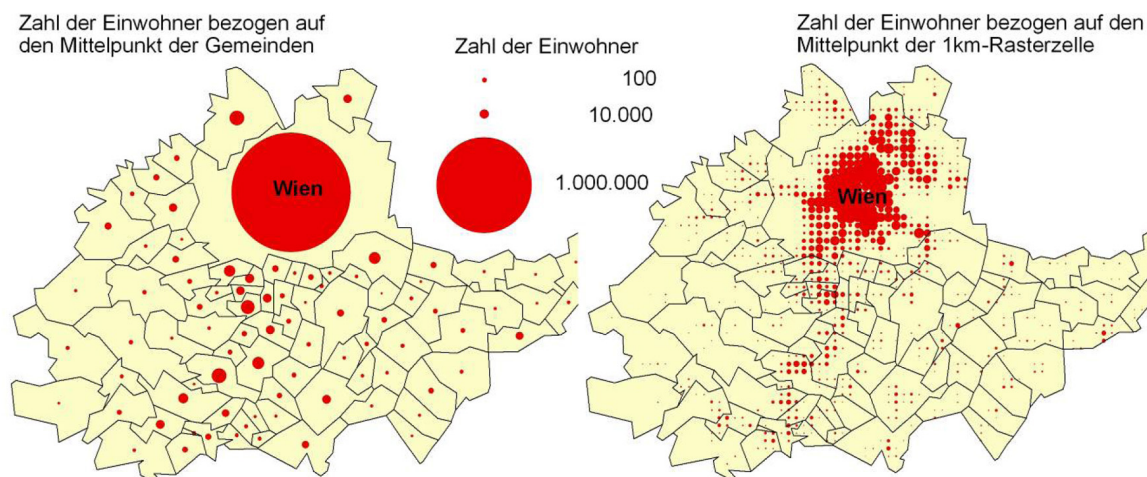 Zahl der Einwohner bezogen auf
den Mittelpunkt der Gemeinden
Zahl der Einwohner
100
10.000
1.000.000
Wien
Zahl der Einwohner bezogen auf den
Mittelpunkt der 1km-Rasterzelle
Wien